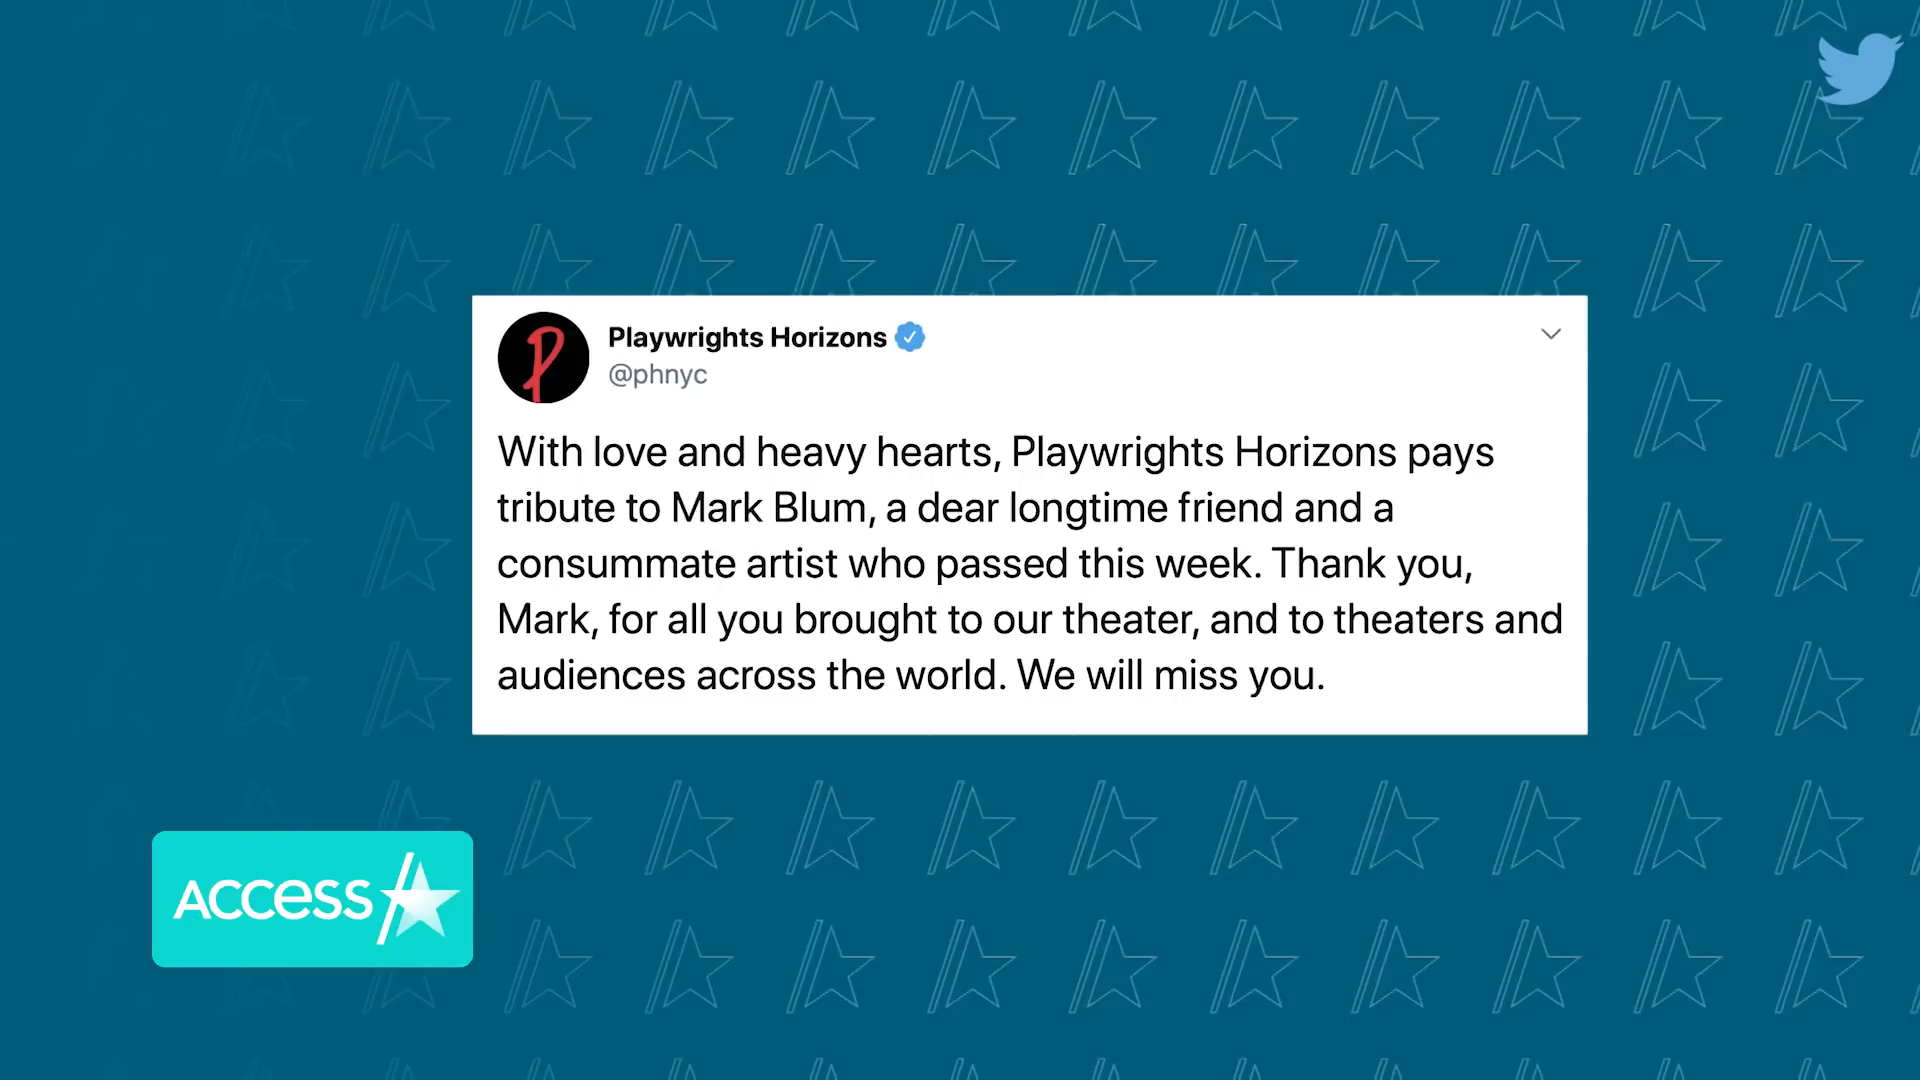 Playwrights Horizons
@phnyc
With love and heavy hearts, Playwrights Horizons pays
tribute to Mark Blum, a dear longtime friend and a
consummate artist who passed this week. Thank you,
Mark, for all you brought to our theater, and to theaters and
audiences across the world. We will miss you.
ACCESS